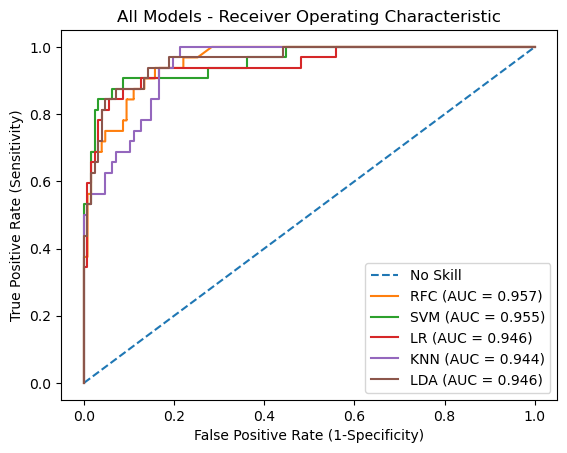 All Models - Receiver Operating Characteristic
True Positive Rate (Sensitivity)
1.0
0.8
0.6
0.4
0.2
0.0
0.0 0.2 0.4 0.6 0.8 1.0
False Positive Rate (1-Specificity)
No Skill
RFC (AUC = 0.957)
SVM (AUC = 0.955)
LR (AUC = 0.946)
KNN (AUC = 0.944)
LDA (AUC = 0.946)